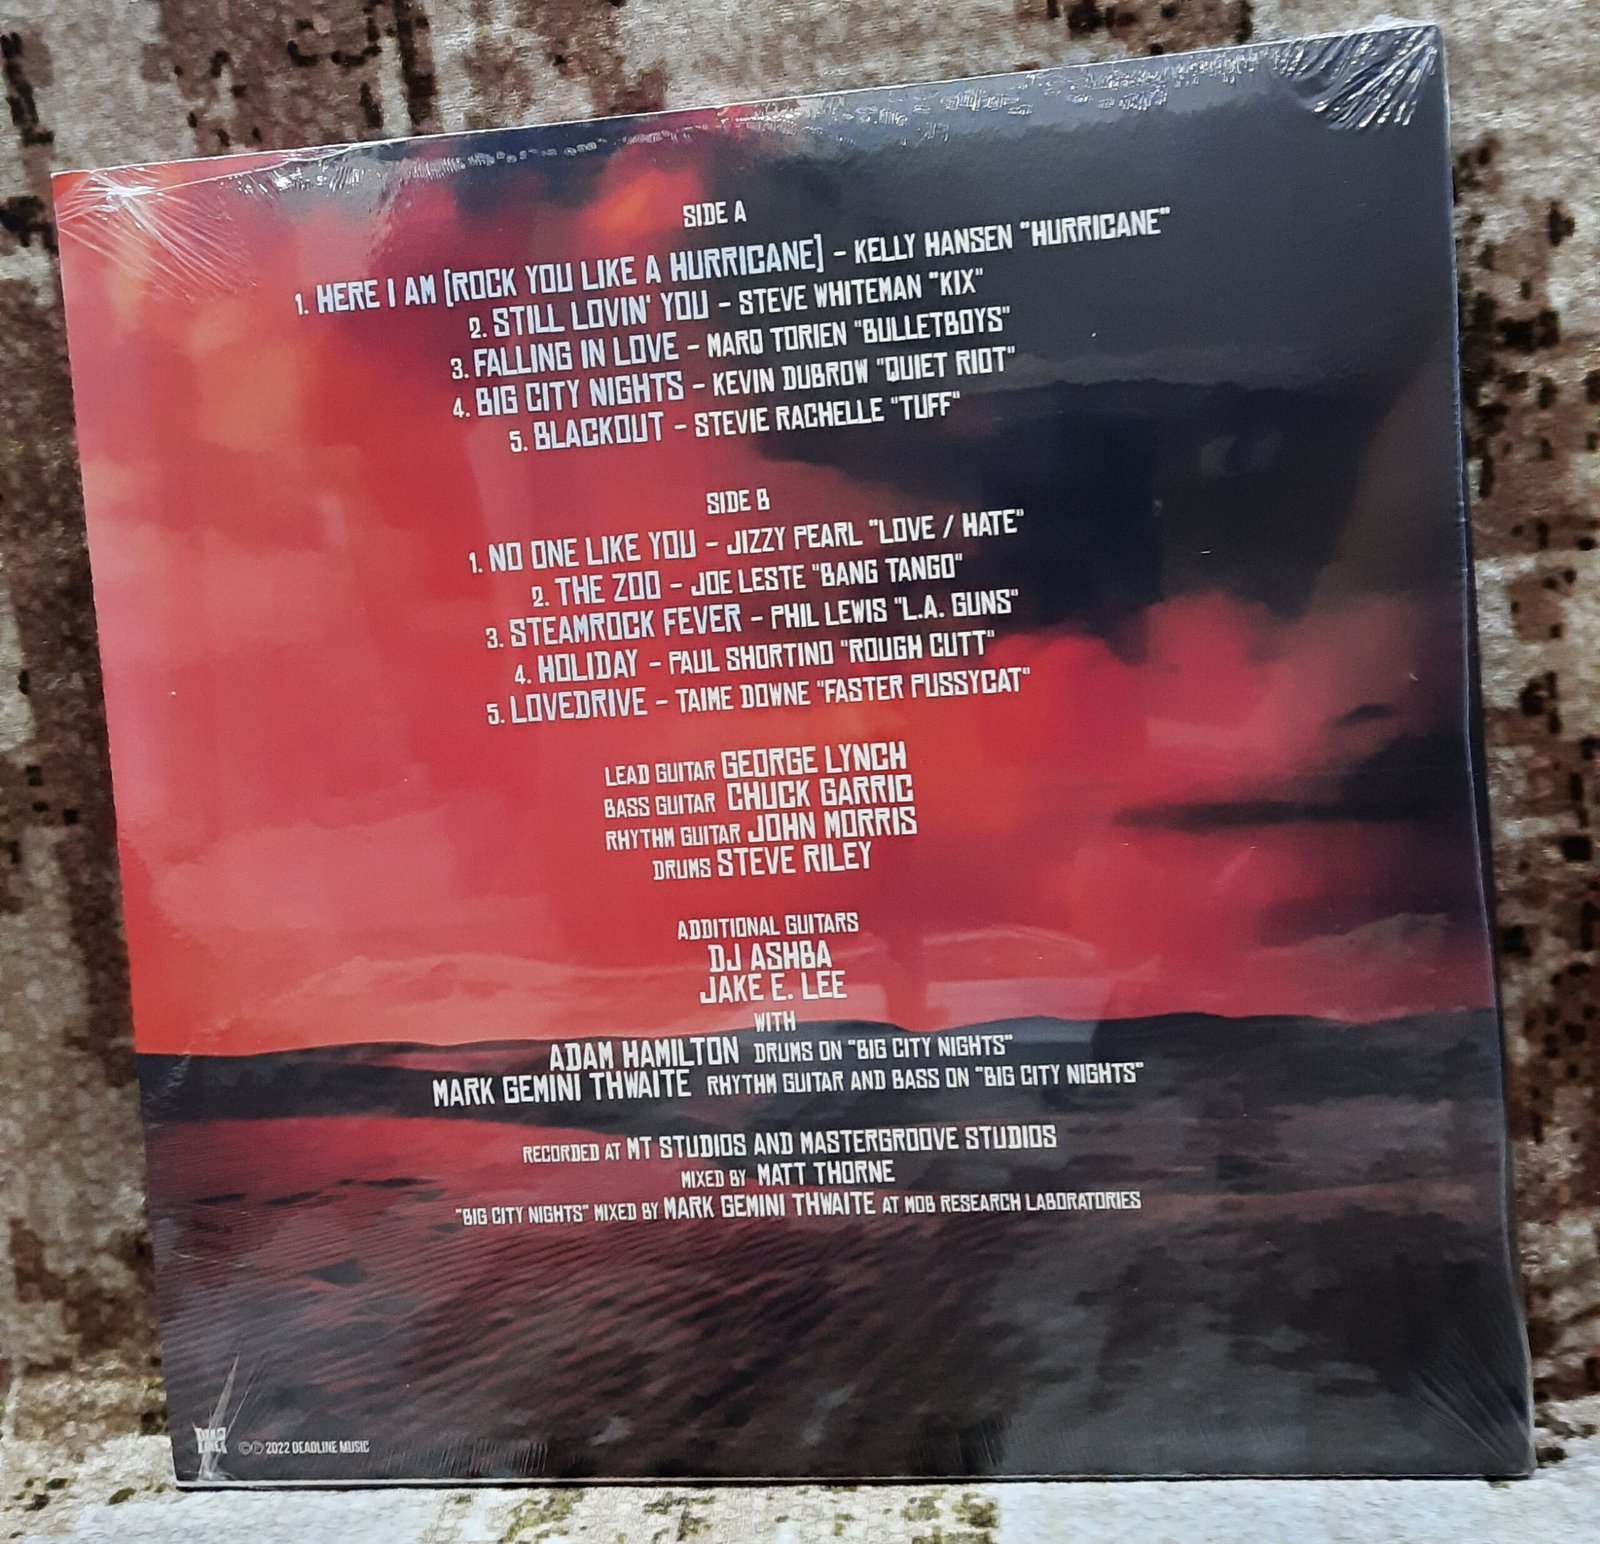 SIDE A
1. HERE I AM [ROCK YOU LIKE A HURRICANE] - KELLY HANSEN "HURRICANE"
2. STILL LOVIN' YOU - STEVE WHITEMAN "KIX"
3. FALLING IN LOVE - MARQ TORIEN "BULLETBOYS"
4. BIG CITY NIGHTS - KEVIN DUBROW "QUIET RIOT"
5. BLACKOUT - STEVIE RACHELLE "TUFF"
SIDE B
1. NO ONE LIKE YOU - JIZZY PEARL "LOVE / HATE"
2. THE ZOO - JOE LESTE "BANG TANGO"
3. STEAMROCK FEVER - PHIL LEWIS "L.A. GUNS"
4. HOLIDAY - PAUL SHORTINO "ROUGH CUTT"
5. LOVEDRIVE - TAIME DOWNE "FASTER PUSSYCAT"
LEAD GUITAR GEORGE LYNCH
BASS GUITAR CHUCK GARRIC
RHYTHM GUITAR JOHN MORRIS
DRUMS STEVE RILEY
ADDITIONAL GUITARS
DJ ASHBA
JAKE E. LEE
WITH
ADAM HAMILTON DRUMS ON "BIG CITY NIGHTS"
MARK GEMINI THWAITE RHYTHM GUITAR AND BASS ON "BIG CITY NIGHTS"
RECORDED AT MT STUDIOS AND MASTERGROOVE STUDIOS
MIXED BY MATT THORNE
"BIG CITY NIGHTS" MIXED BY MARK GEMINI THWAITE AT MOB RESEARCH LABORATORIES
©℗ 2022 DEADLINE MUSIC